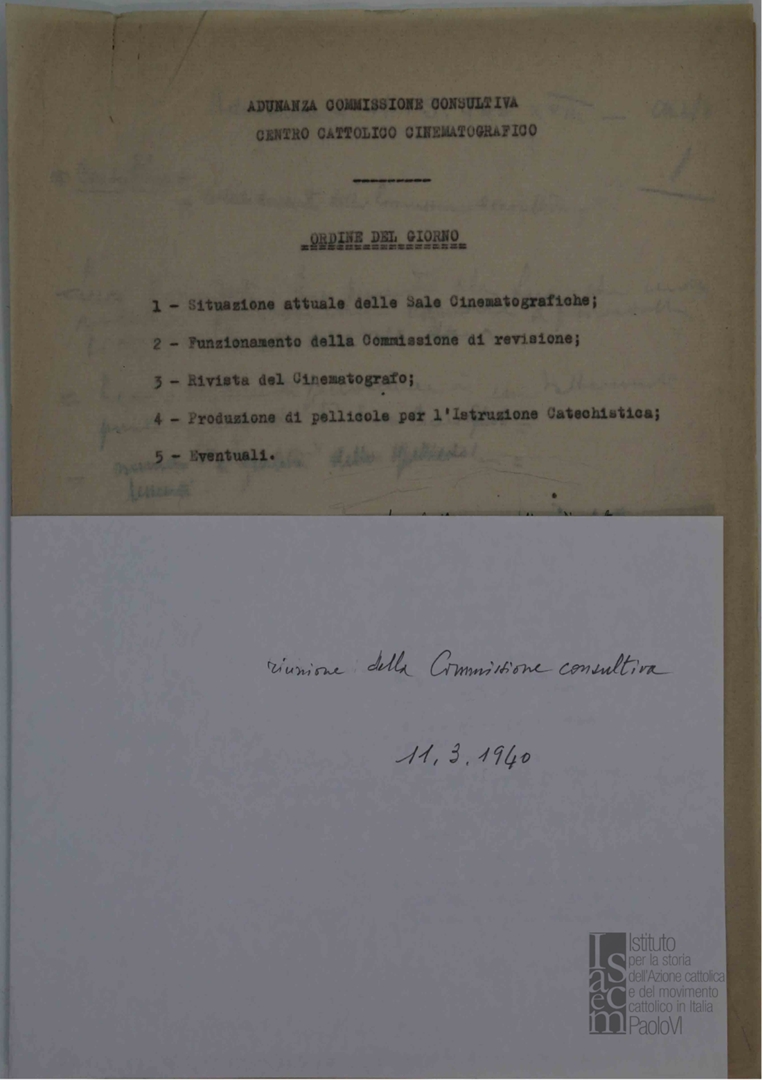 ADUNANZA COMMISSIONE CONSULTIVA
CENTRO CATTOLICO CINEMATOGRAFICO
ORDINE DEL GIORNO
1 - Situazione attuale delle Sale Cinematografiche;
2 - Funzionamento della Commissione di revisione;
3 - Rivista del Cinematografo;
4 - Produzione di pellicole per l'Istruzione Catechistica;
5 - Eventuali.
riunione della Commissione consultiva
11.3.1940
Isacem
Istituto
per la storia
dell'Azione cattolica
e del movimento
cattolico in Italia
PaoloVI